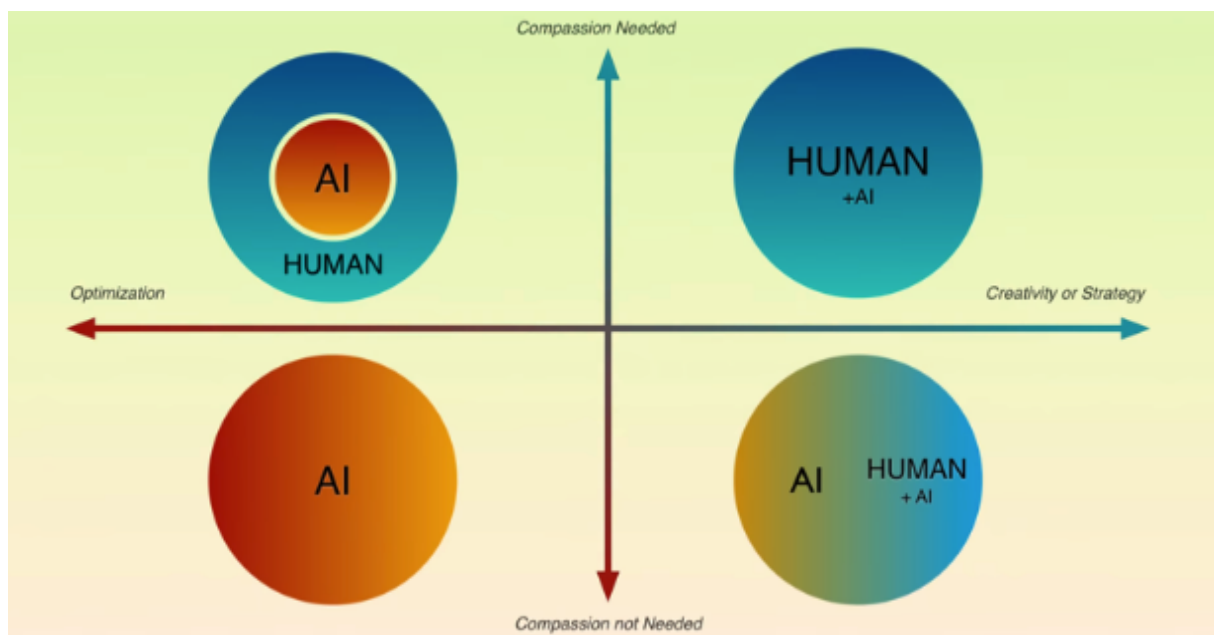 Compassion Needed
AI
HUMAN
HUMAN
+AI
Optimization
Creativity or Strategy
AI
AI
HUMAN
+ AI
Compassion not Needed